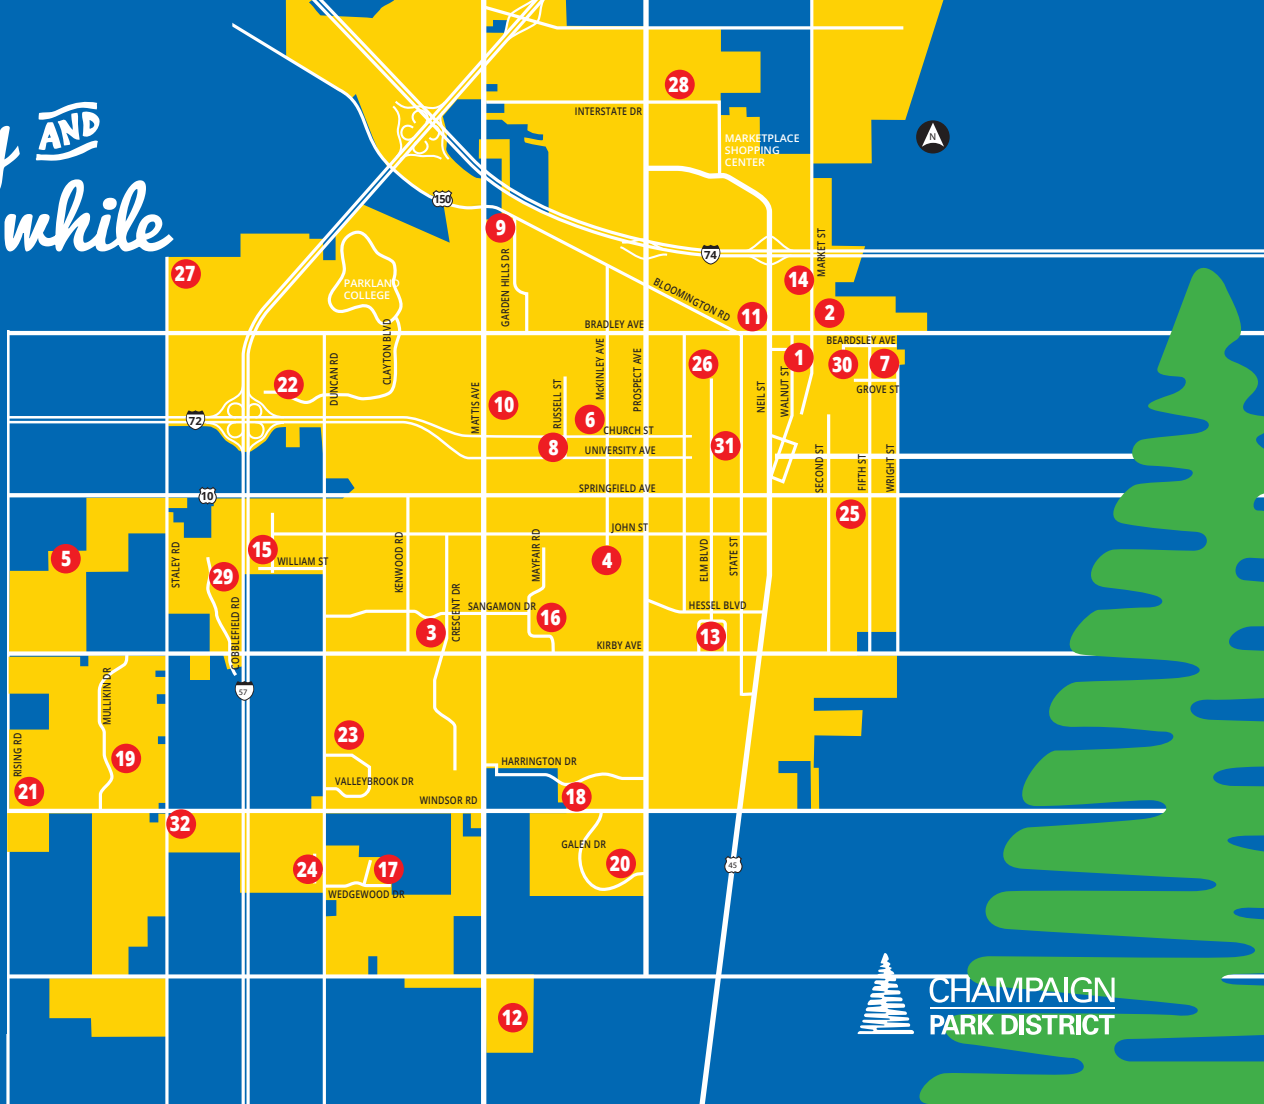 AND
while
N
28
INTERSTATE DR
MARKETPLACE
SHOPPING
CENTER
150
9
74
MARKET ST
27
14
PARKLAND
COLLEGE
GARDEN HILLS DR
BLOOMINGTON RD
11
2
BRADLEY AVE
BEARDSLEY AVE
CLAYTON BLVD
DUNCAN RD
McKINLEY AVE
PROSPECT AVE
26
1
30
7
22
GROVE ST
MATTIS AVE
10
RUSSELL ST
6
NEIL ST
WALNUT ST
72
CHURCH ST
8
UNIVERSITY AVE
31
SECOND ST
FIFTH ST
WRIGHT ST
10
SPRINGFIELD AVE
25
JOHN ST
5
STALEY RD
15
WILLIAM ST
KENWOOD RD
MAYFAIR RD
4
ELM BLVD
STATE ST
29
COBBLEFIELD RD
CRESCENT DR
SANGAMON DR
16
HESSEL BLVD
3
13
KIRBY AVE
57
MULLIKIN DR
RISING RD
19
23
21
VALLEYBROOK DR
HARRINGTON DR
WINDSOR RD
18
32
GALEN DR
24
17
20
45
WEDGEWOOD DR
12
CHAMPAIGN
PARK DISTRICT